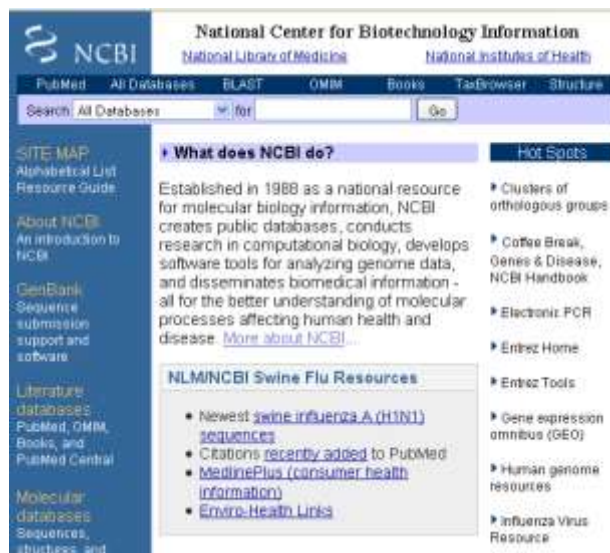 NCBI
National Center for Biotechnology Information
National Library of Medicine National Institutes of Health
PubMed All Databases BLAST OMIM Books TaxBrowser Structure
Search All Databases for Go
SITE MAP
Alphabetical List
Resource Guide
About NCBI
An introduction to
NCBI
GenBank
Sequence
submission
support and
software
Literature
databases
PubMed, OMIM,
Books, and
PubMed Central
Molecular
databases
Sequences,
structures, and
What does NCBI do?
Established in 1988 as a national resource
for molecular biology information, NCBI
creates public databases, conducts
research in computational biology, develops
software tools for analyzing genome data,
and disseminates biomedical information -
all for the better understanding of molecular
processes affecting human health and
disease. More about NCBI...
NLM/NCBI Swine Flu Resources
Newest swine influenza A (H1N1)
sequences
Citations recently added to PubMed
MedlinePlus (consumer health
information)
Enviro-Health Links
Hot Spots
Clusters of
orthologous groups
Coffee Break,
Genes & Disease,
NCBI Handbook
Electronic PCR
Entrez Home
Entrez Tools
Gene expression
omnibus (GEO)
Human genome
resources
Influenza Virus
Resource